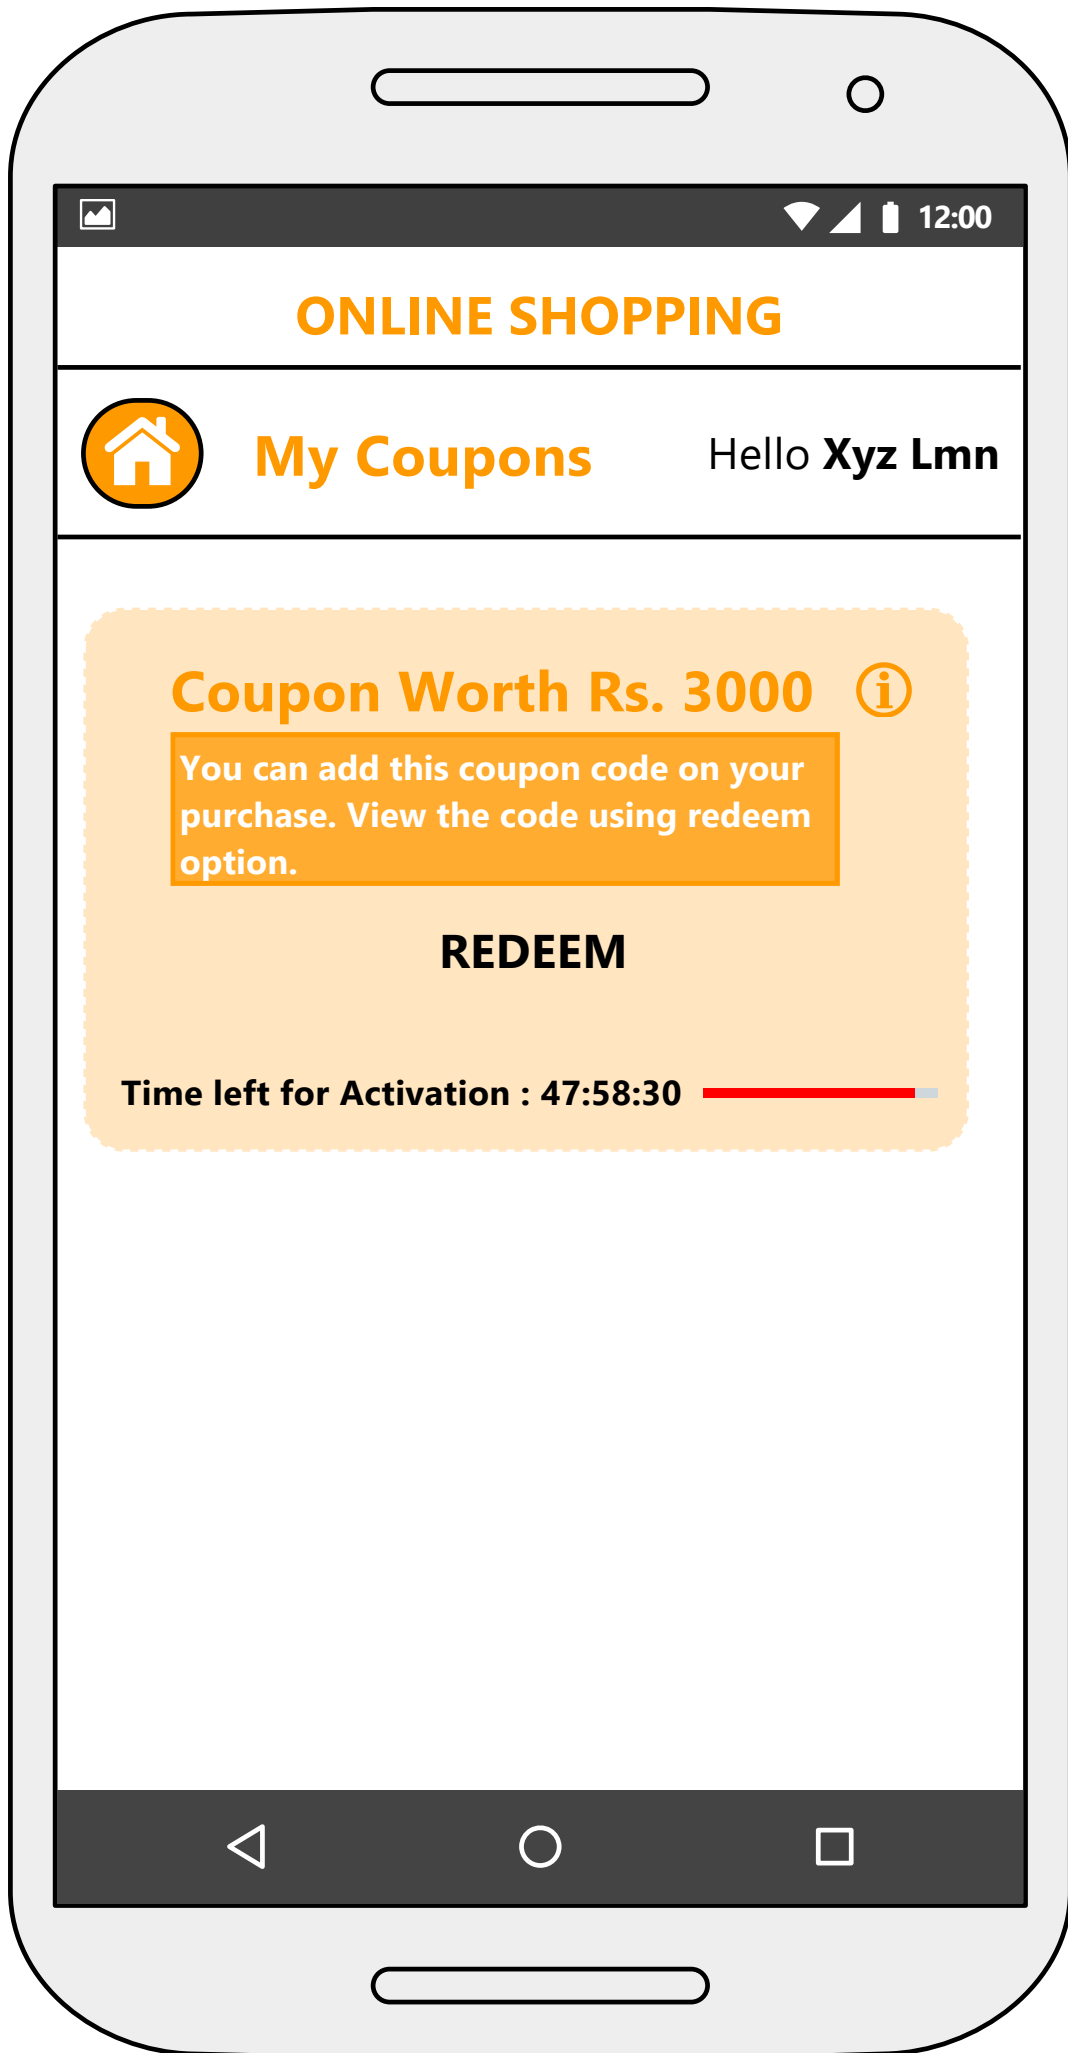 12:00
ONLINE SHOPPING
My Coupons
Hello Xyz Lmn
Coupon Worth Rs. 3000
You can add this coupon code on your
purchase. View the code using redeem
option.
REDEEM
Time left for Activation : 47:58:30